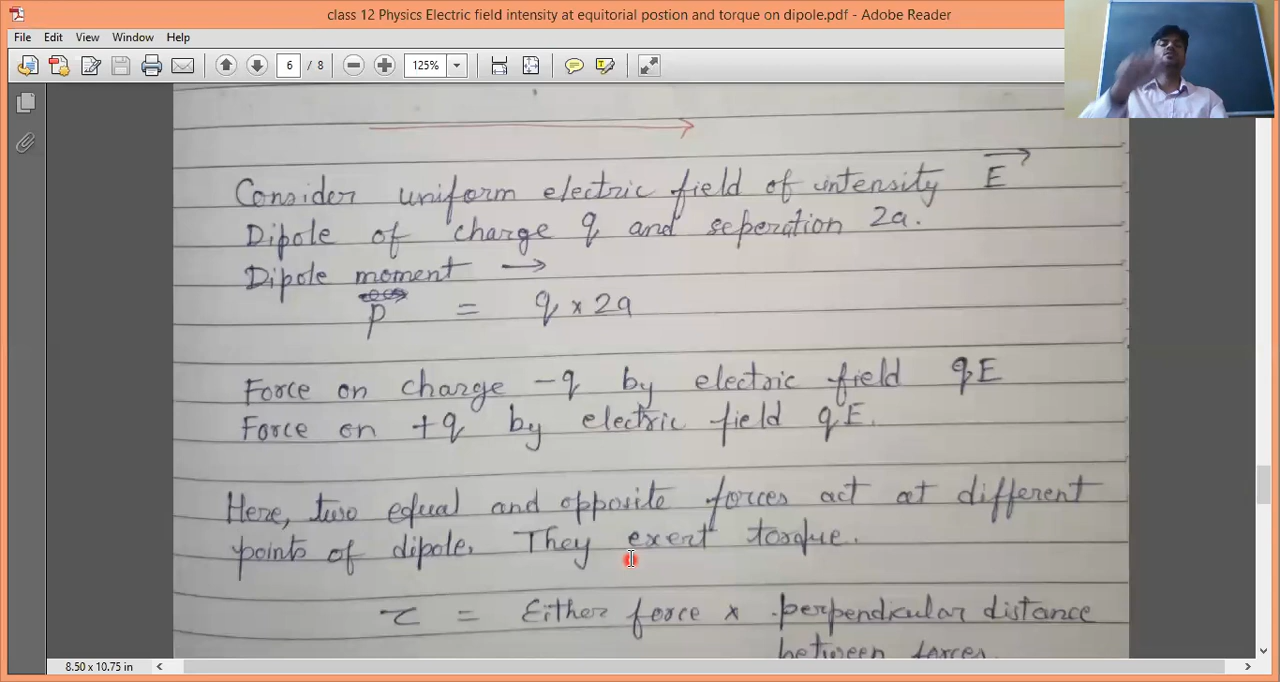 class 12 Physics Electric field intensity at equitorial postion and torque on dipole.pdf - Adobe Reader
File Edit View Window Help
6 / 8 125%
Consider uniform electric field of intensity E
Dipole of charge q and seperation 2a.
Dipole moment →
p = q × 2a
Force on charge -q by electric field qE
Force on +q by electric field qE.
Here, two equal and opposite forces act at different
points of dipole. They exert torque.
τ = Either force × perpendicular distance
between forces.
8.50 x 10.75 in